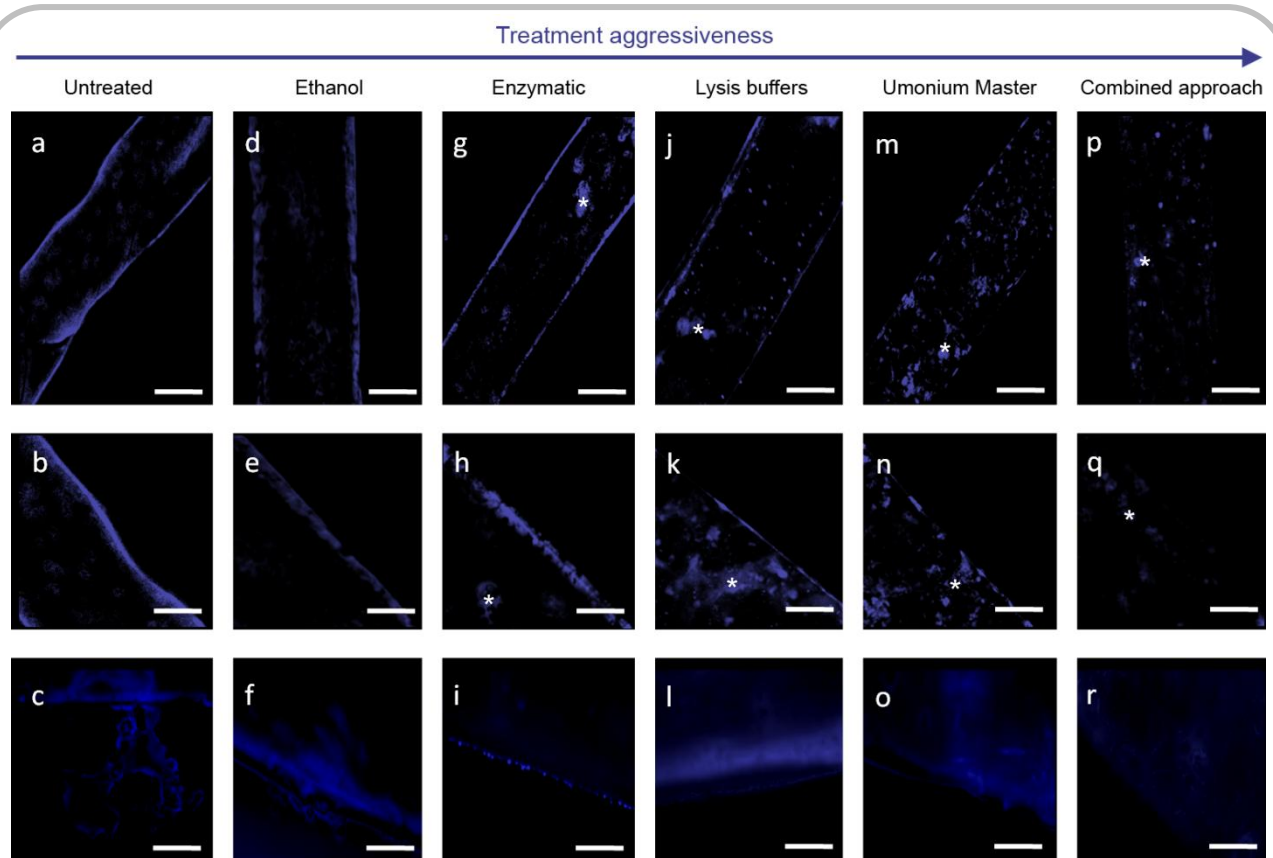 Treatment aggressiveness
Untreated Ethanol Enzymatic Lysis buffers Umonium Master Combined approach
a d g j m p
* * * *
b e h k n q
* * * *
c f i l o r